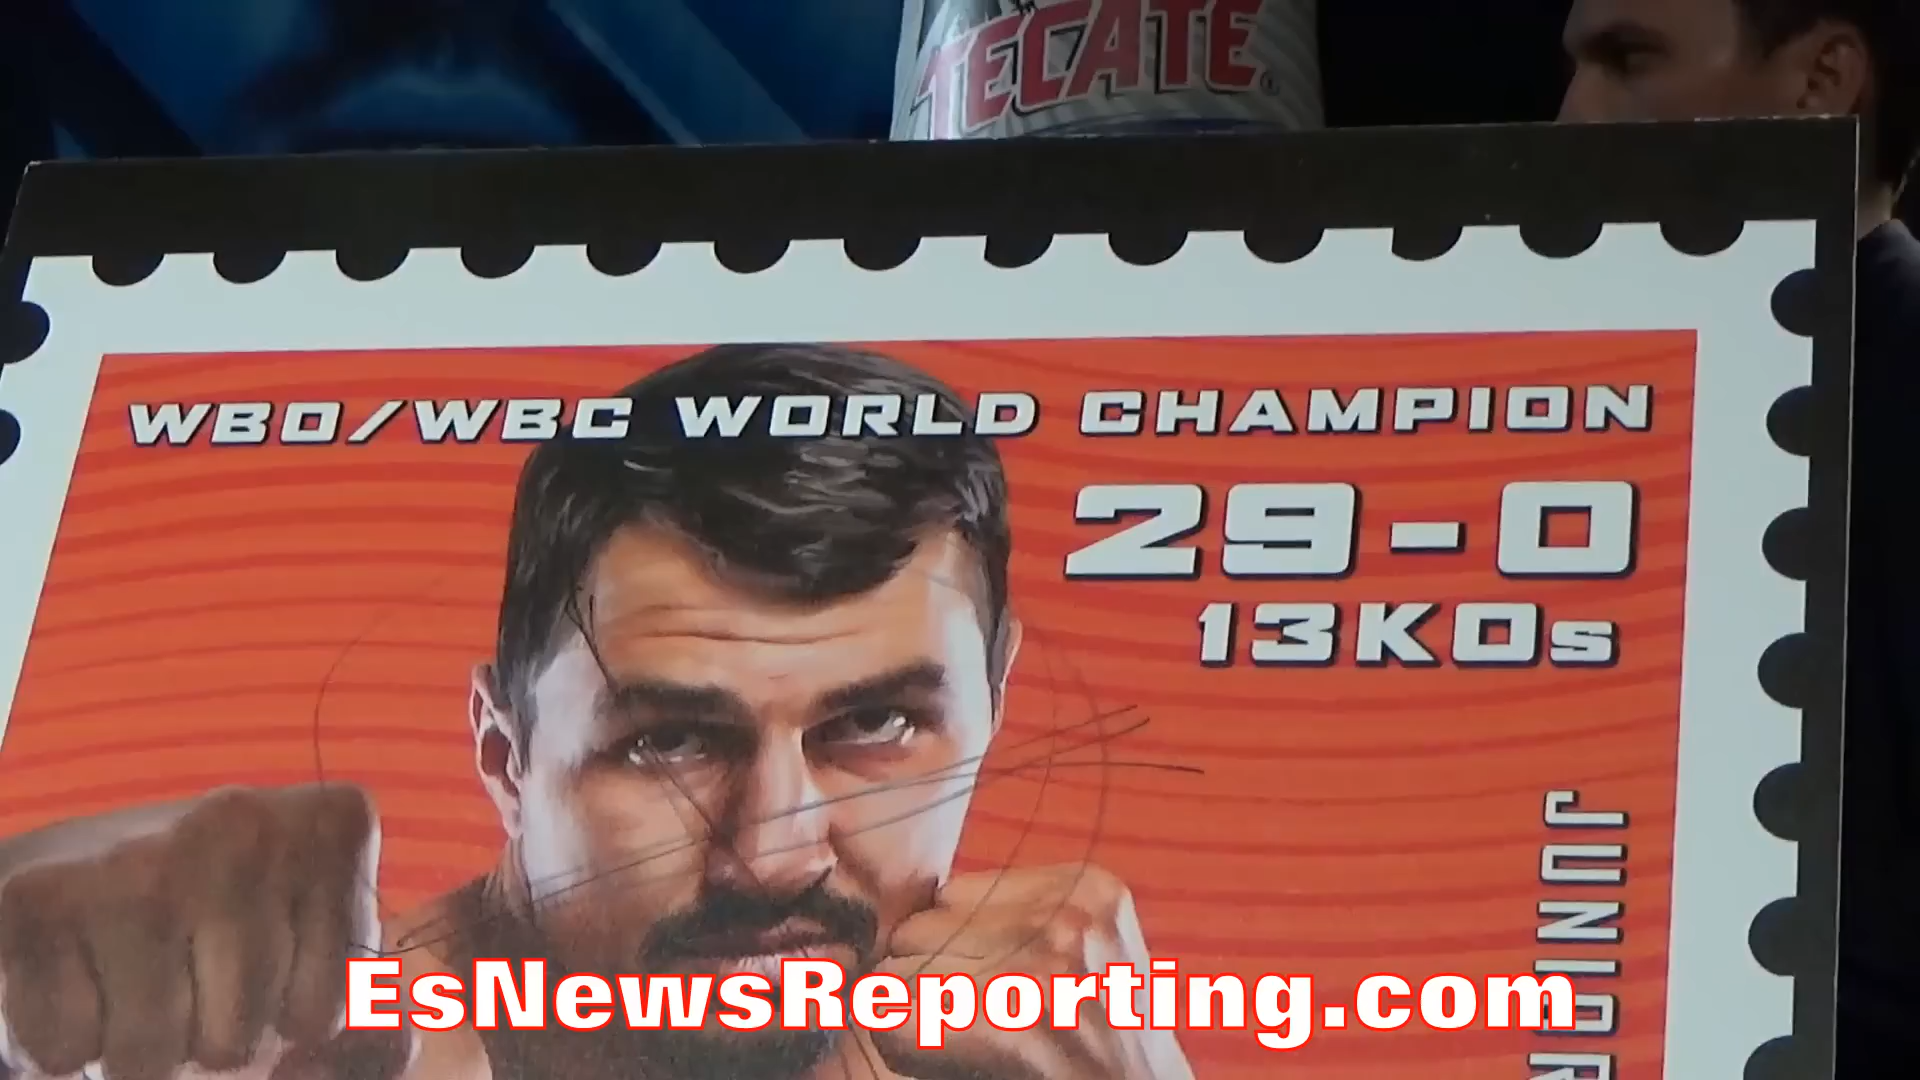 TECATE
WBO/WBC WORLD CHAMPION
29-0
13KOs
JUNIOR
EsNewsReporting.com